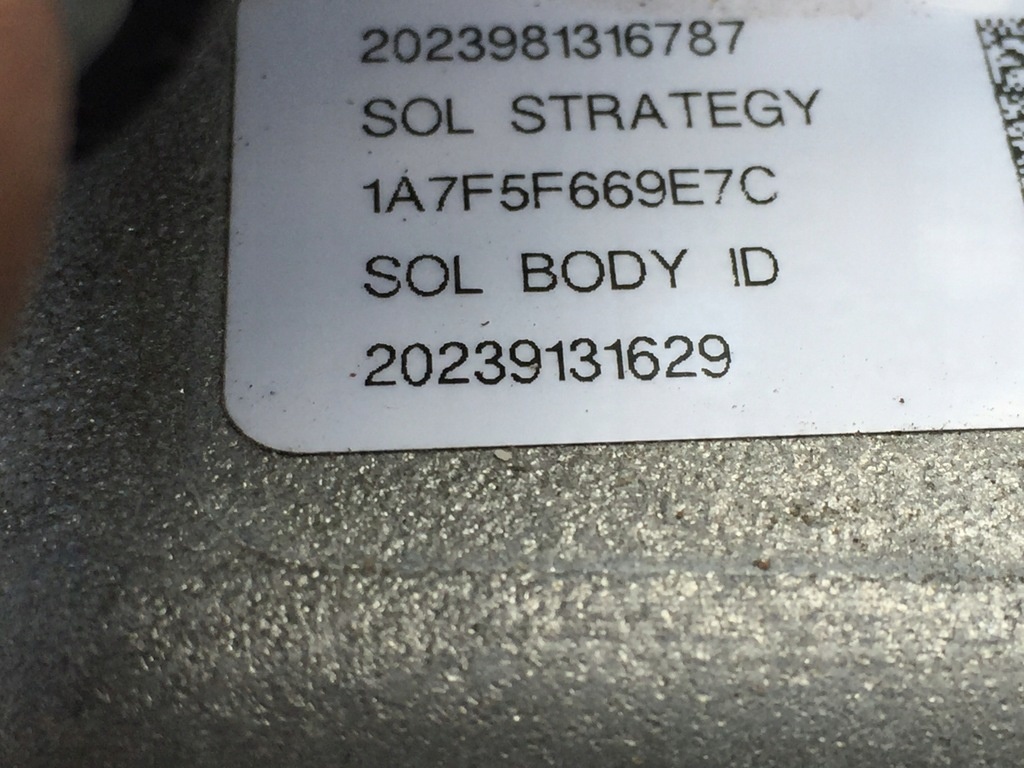 2023981316787
SOL STRATEGY
1A7F5F669E7C
SOL BODY ID
20239131629